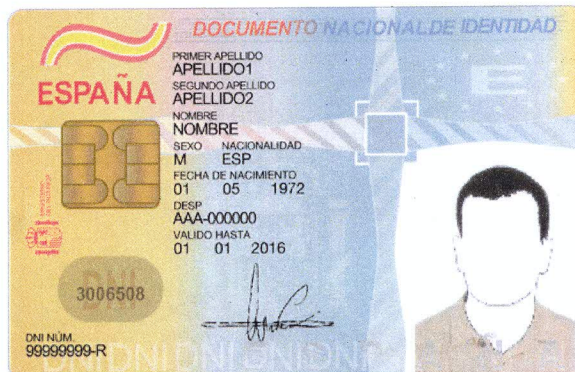 DOCUMENTO NACIONAL DE IDENTIDAD
ESPAÑA
PRIMER APELLIDO
APELLIDO1
SEGUNDO APELLIDO
APELLIDO2
NOMBRE
NOMBRE
SEXO NACIONALIDAD
M ESP
FECHA DE NACIMIENTO
01 05 1972
DESP
AAA-000000
VALIDO HASTA
01 01 2016
E
DNI
3006508
DNI NÚM.
99999999-R
DNIDNIDNIDNIDNI